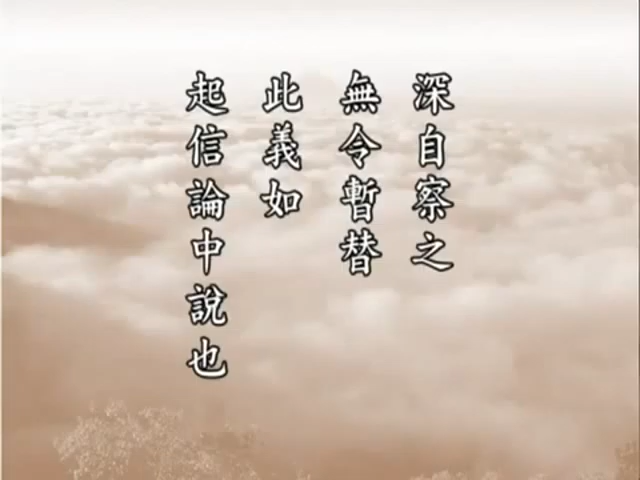 深自察之
無令暫替
此義如
起信論中說也